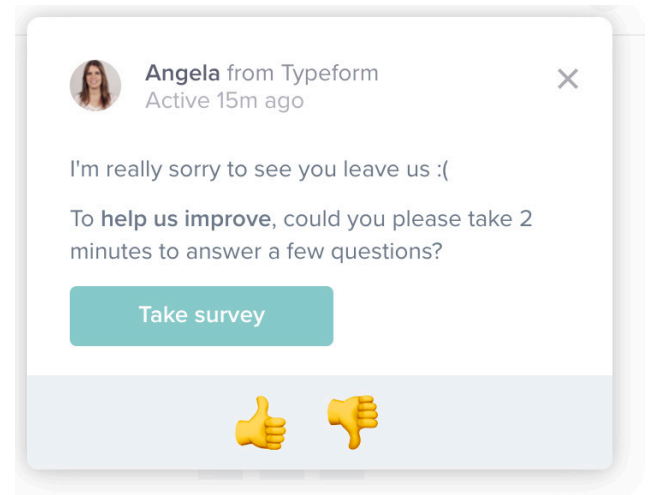 Angela from Typeform
Active 15m ago
I'm really sorry to see you leave us :(
To help us improve, could you please take 2
minutes to answer a few questions?
Take survey